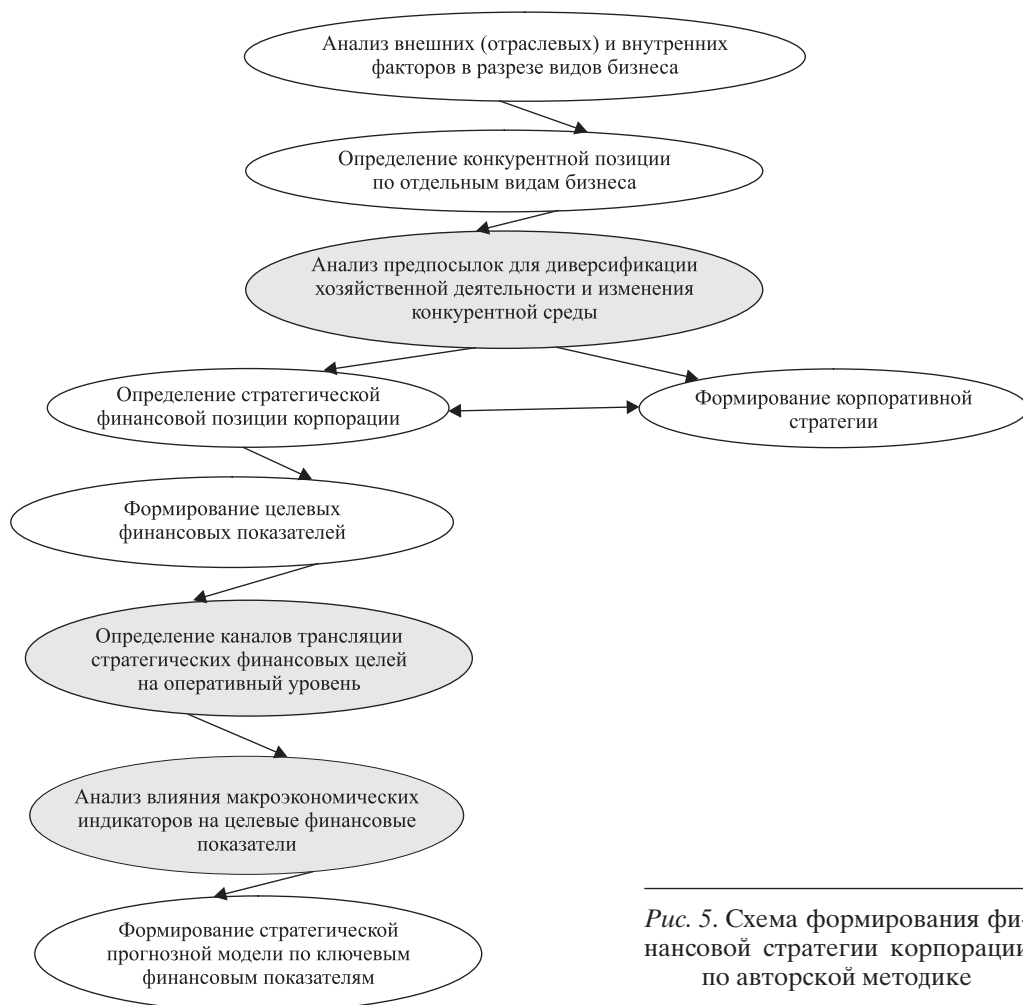 Анализ внешних (отраслевых) и внутренних
факторов в разрезе видов бизнеса
Определение конкурентной позиции
по отдельным видам бизнеса
Анализ предпосылок для диверсификации
хозяйственной деятельности и изменения
конкурентной среды
Определение стратегической
финансовой позиции корпорации
Формирование корпоративной
стратегии
Формирование целевых
финансовых показателей
Определение каналов трансляции
стратегических финансовых целей
на оперативный уровень
Анализ влияния макроэкономических
индикаторов на целевые финансовые
показатели
Формирование стратегической
прогнозной модели по ключевым
финансовым показателям
Рис. 5. Схема формирования фи-
нансовой стратегии корпорации
по авторской методике